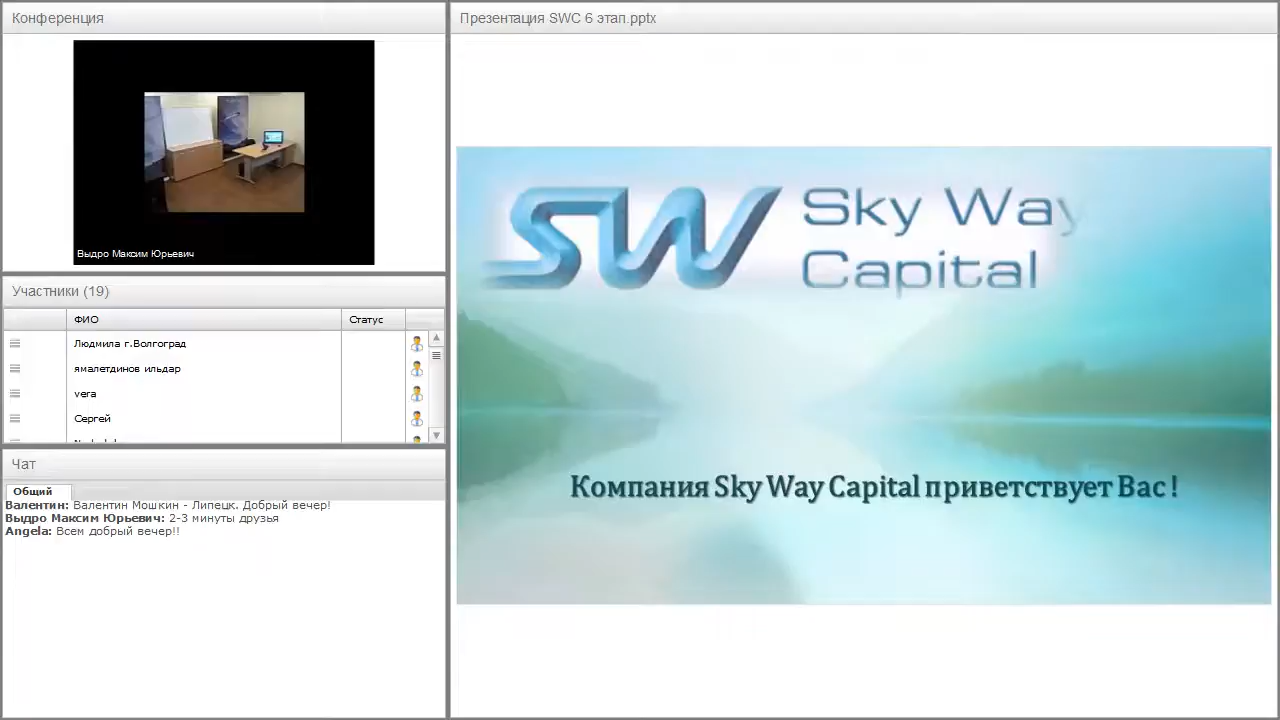 Конференция
Выдро Максим Юрьевич
Участники (19)
ФИО
Статус
Людмила г.Волгоград
ямалетдинов ильдар
vera
Сергей
Чат
Общий
Валентин: Валентин Мошкин - Липецк. Добрый вечер!
Выдро Максим Юрьевич: 2-3 минуты друзья
Angela: Всем добрый вечер!!
Презентация SWC 6 этап.pptx
SW
Sky Way
Capital
Компания Sky Way Capital приветствует Вас !